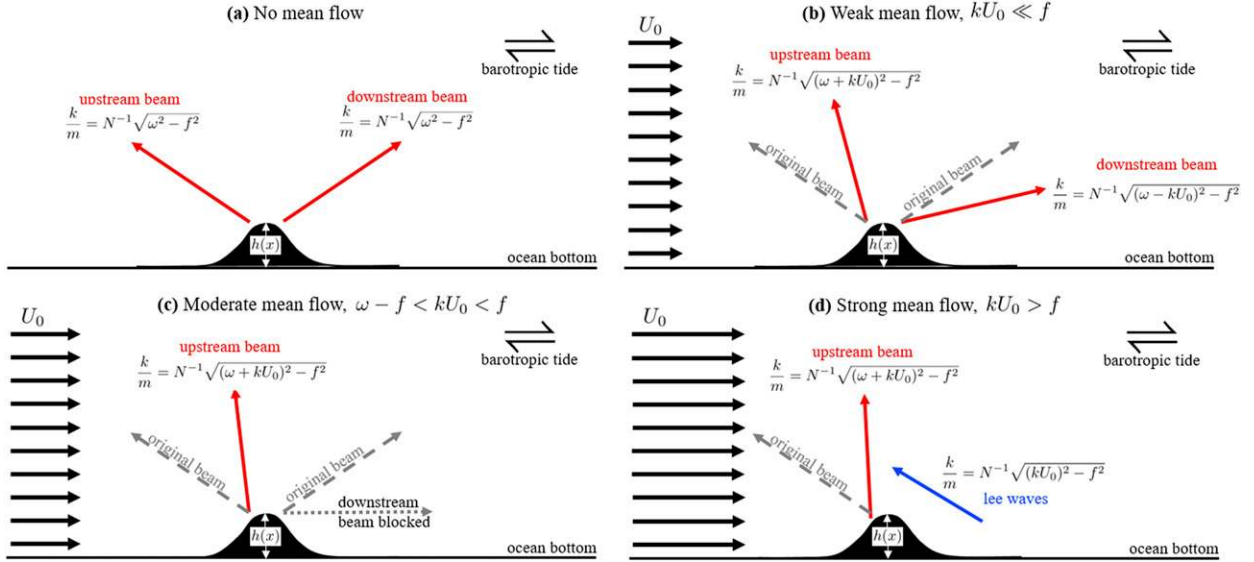 (a) No mean flow
barotropic tide
upstream beam
k/m = N⁻¹√(ω² − f²)
downstream beam
k/m = N⁻¹√(ω² − f²)
h(x)
ocean bottom
(b) Weak mean flow, kU₀ ≪ f
U₀
barotropic tide
upstream beam
k/m = N⁻¹√((ω + kU₀)² − f²)
original beam
original beam
downstream beam
k/m = N⁻¹√((ω − kU₀)² − f²)
h(x)
ocean bottom
(c) Moderate mean flow, ω − f < kU₀ < f
U₀
barotropic tide
upstream beam
k/m = N⁻¹√((ω + kU₀)² − f²)
original beam
original beam
downstream
beam blocked
h(x)
ocean bottom
(d) Strong mean flow, kU₀ > f
U₀
barotropic tide
upstream beam
k/m = N⁻¹√((ω + kU₀)² − f²)
original beam
k/m = N⁻¹√((kU₀)² − f²)
lee waves
h(x)
ocean bottom